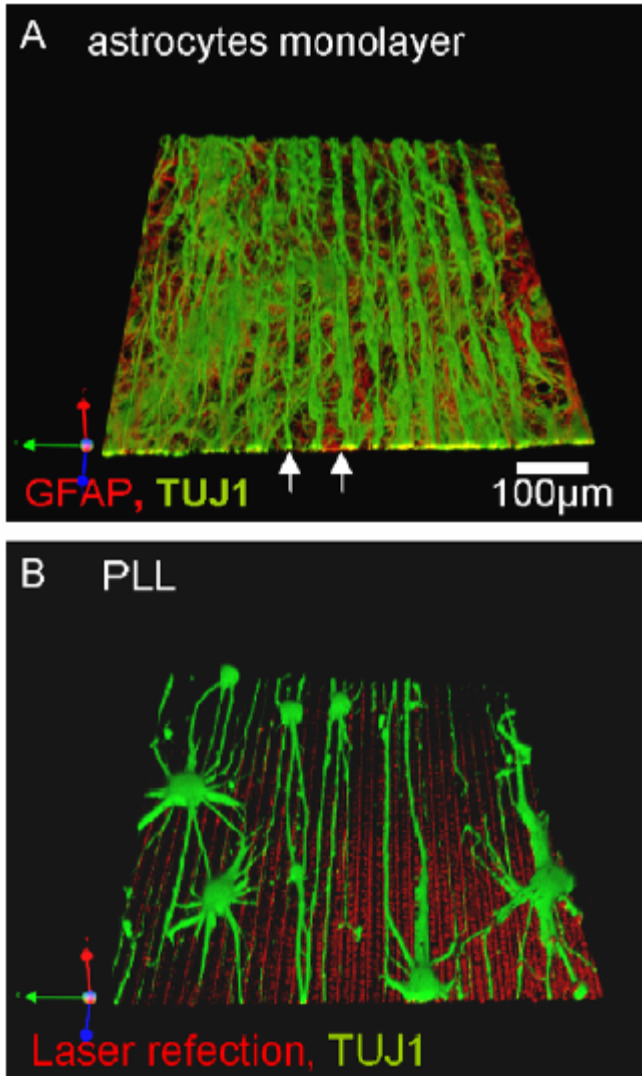 A astrocytes monolayer
GFAP, TUJ1
100µm
B PLL
Laser refection, TUJ1